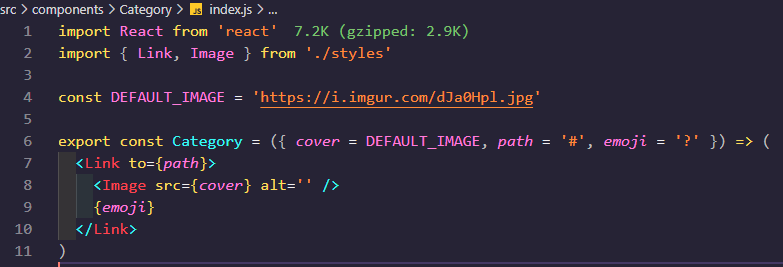 src > components > Category > JS index.js > ...
1 import React from 'react' 7.2K (gzipped: 2.9K)
2 import { Link, Image } from './styles'
3
4 const DEFAULT_IMAGE = 'https://i.imgur.com/dJa0Hpl.jpg'
5
6 export const Category = ({ cover = DEFAULT_IMAGE, path = '#', emoji = '?' }) => (
7 <Link to={path}>
8 <Image src={cover} alt='' />
9 {emoji}
10 </Link>
11 )